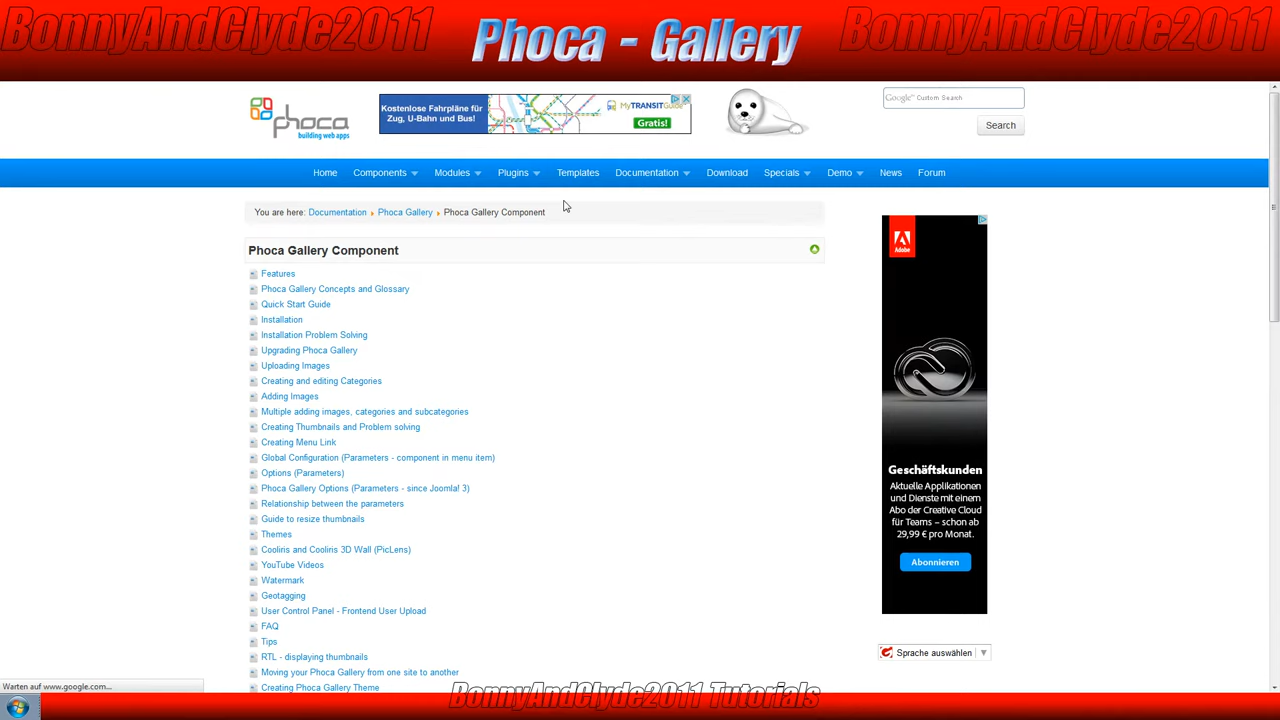 BonnyAndClyde2011 Phoca - Gallery BonnyAndClyde2011
phoca
building web apps
Kostenlose Fahrpläne für
Zug, U-Bahn und Bus!
MYTRANSITGUIDE
Gratis!
Google Custom Search
Search
Home Components Modules Plugins Templates Documentation Download Specials Demo News Forum
You are here: Documentation Phoca Gallery Phoca Gallery Component
Phoca Gallery Component
Features
Phoca Gallery Concepts and Glossary
Quick Start Guide
Installation
Installation Problem Solving
Upgrading Phoca Gallery
Uploading Images
Creating and editing Categories
Adding Images
Multiple adding images, categories and subcategories
Creating Thumbnails and Problem solving
Creating Menu Link
Global Configuration (Parameters - component in menu item)
Options (Parameters)
Phoca Gallery Options (Parameters - since Joomla! 3)
Relationship between the parameters
Guide to resize thumbnails
Themes
Cooliris and Cooliris 3D Wall (PicLens)
YouTube Videos
Watermark
Geotagging
User Control Panel - Frontend User Upload
FAQ
Tips
RTL - displaying thumbnails
Moving your Phoca Gallery from one site to another
Creating Phoca Gallery Theme
Adobe
Geschäftskunden
Aktuelle Applikationen
und Dienste mit einem
Abo der Creative Cloud
für Teams – schon ab
29,99 € pro Monat.
Abonnieren
Sprache auswählen
Warten auf www.google.com...
BonnyAndClyde2011 Tutorials